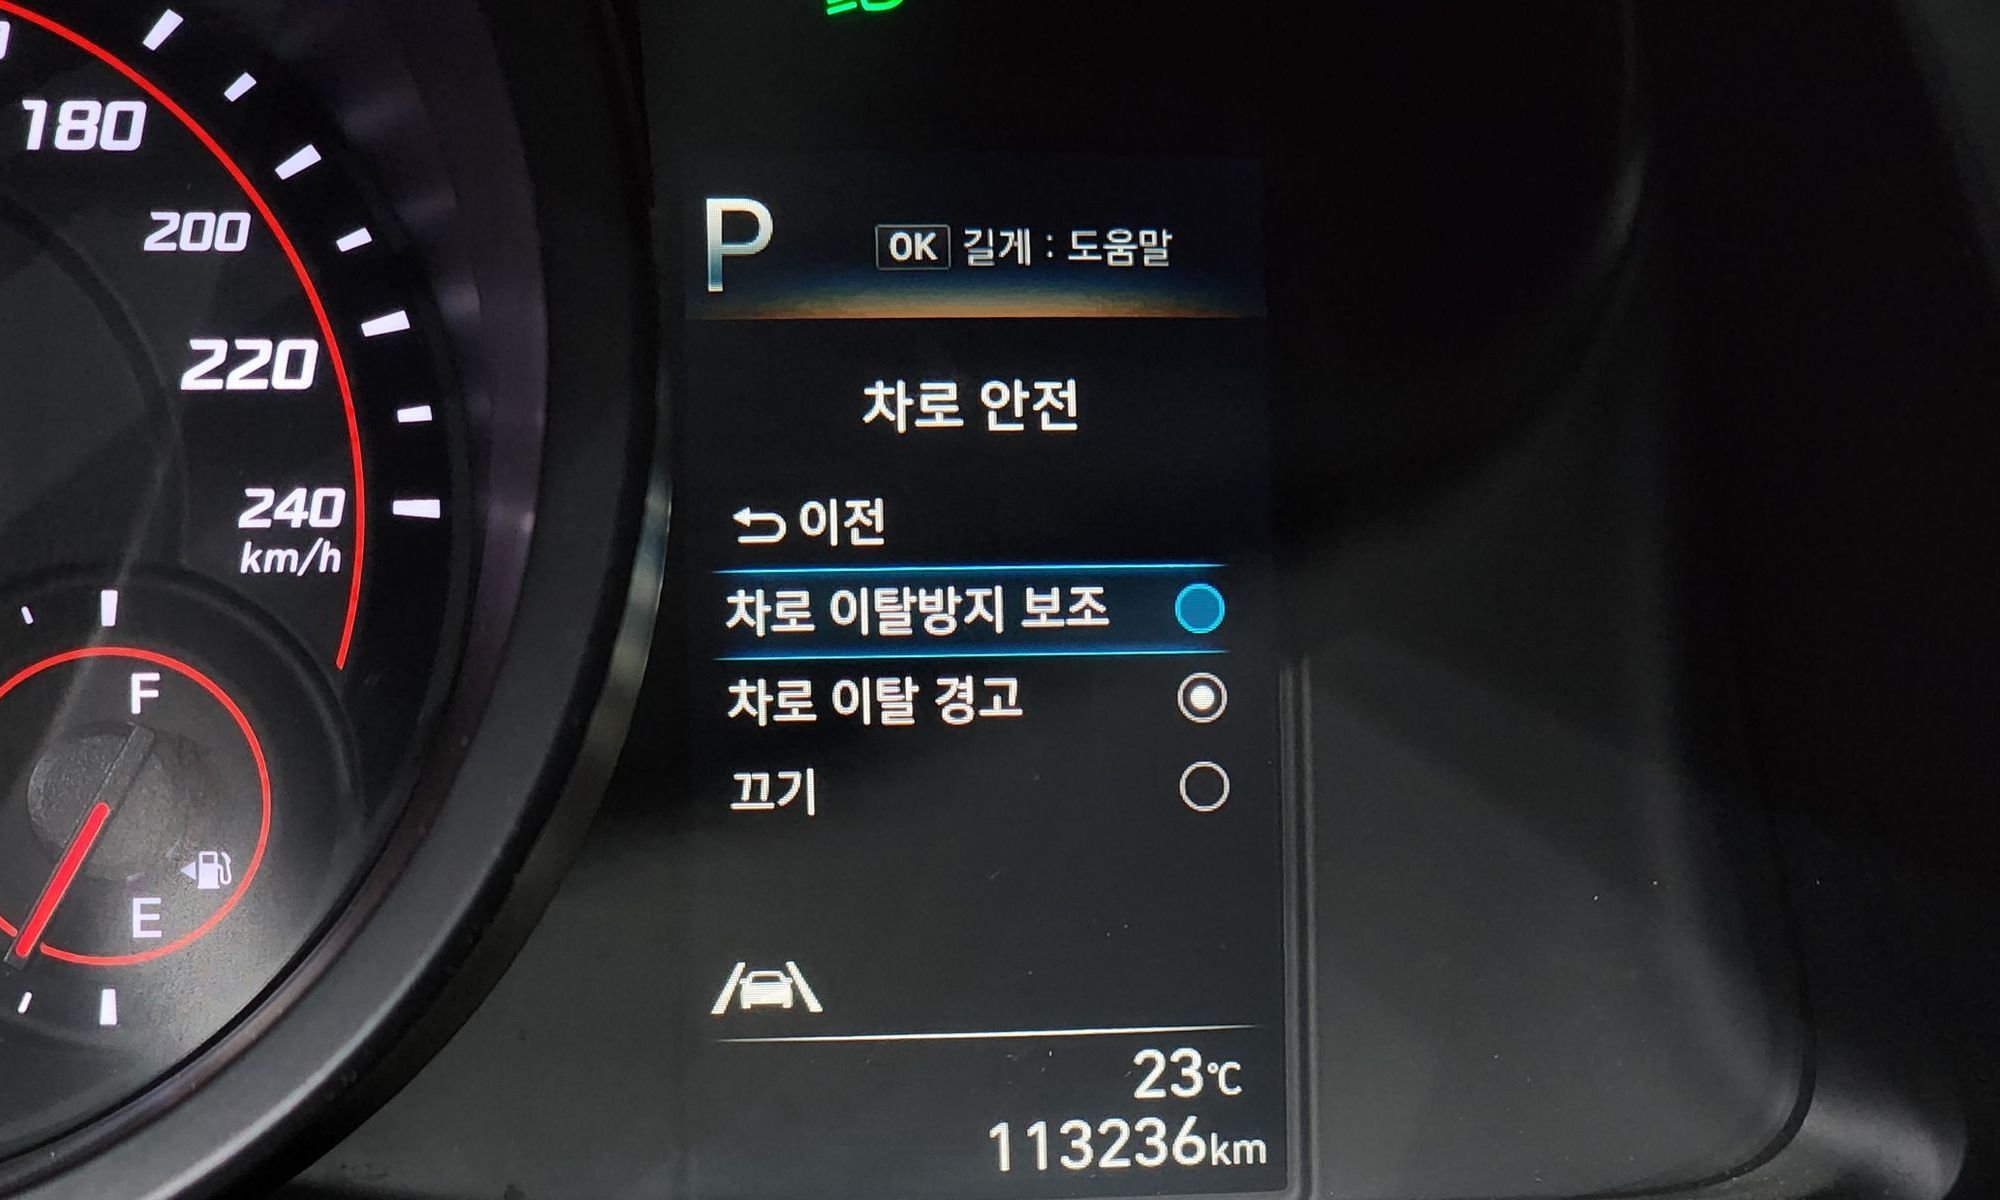 180
200
220
240
km/h
F
E
P
OK 길게 : 도움말
차로 안전
이전
차로 이탈방지 보조
차로 이탈 경고
끄기
23℃
113236km